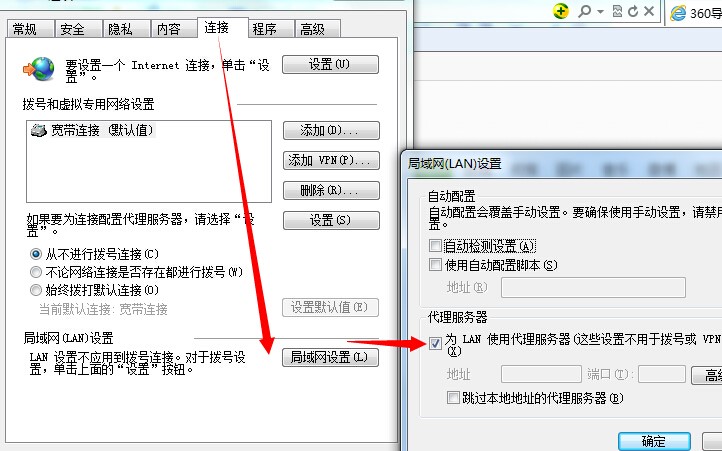 常规 安全 隐私 内容 连接 程序 高级
要设置一个 Internet 连接，单击“设
置”。
设置(U)
拨号和虚拟专用网络设置
宽带连接 (默认值)
添加(D)...
添加 VPN(P)...
删除(R)...
如果要为连接配置代理服务器，请选择“设
置”。
设置(S)
从不进行拨号连接(C)
不论网络连接是否存在都进行拨号(W)
始终拨打默认连接(O)
当前默认连接: 宽带连接
设置默认值(E)
局域网(LAN)设置
LAN 设置不应用到拨号连接。对于拨号设
置，单击上面的“设置”按钮。
局域网设置(L)
360导
局域网(LAN)设置
自动配置
自动配置会覆盖手动设置。要确保使用手动设置，请禁用
置。
自动检测设置(A)
使用自动配置脚本(S)
地址(R)
代理服务器
为 LAN 使用代理服务器(这些设置不用于拨号或 VPN
(X)
地址 端口(T):
高级
跳过本地地址的代理服务器(B)
确定